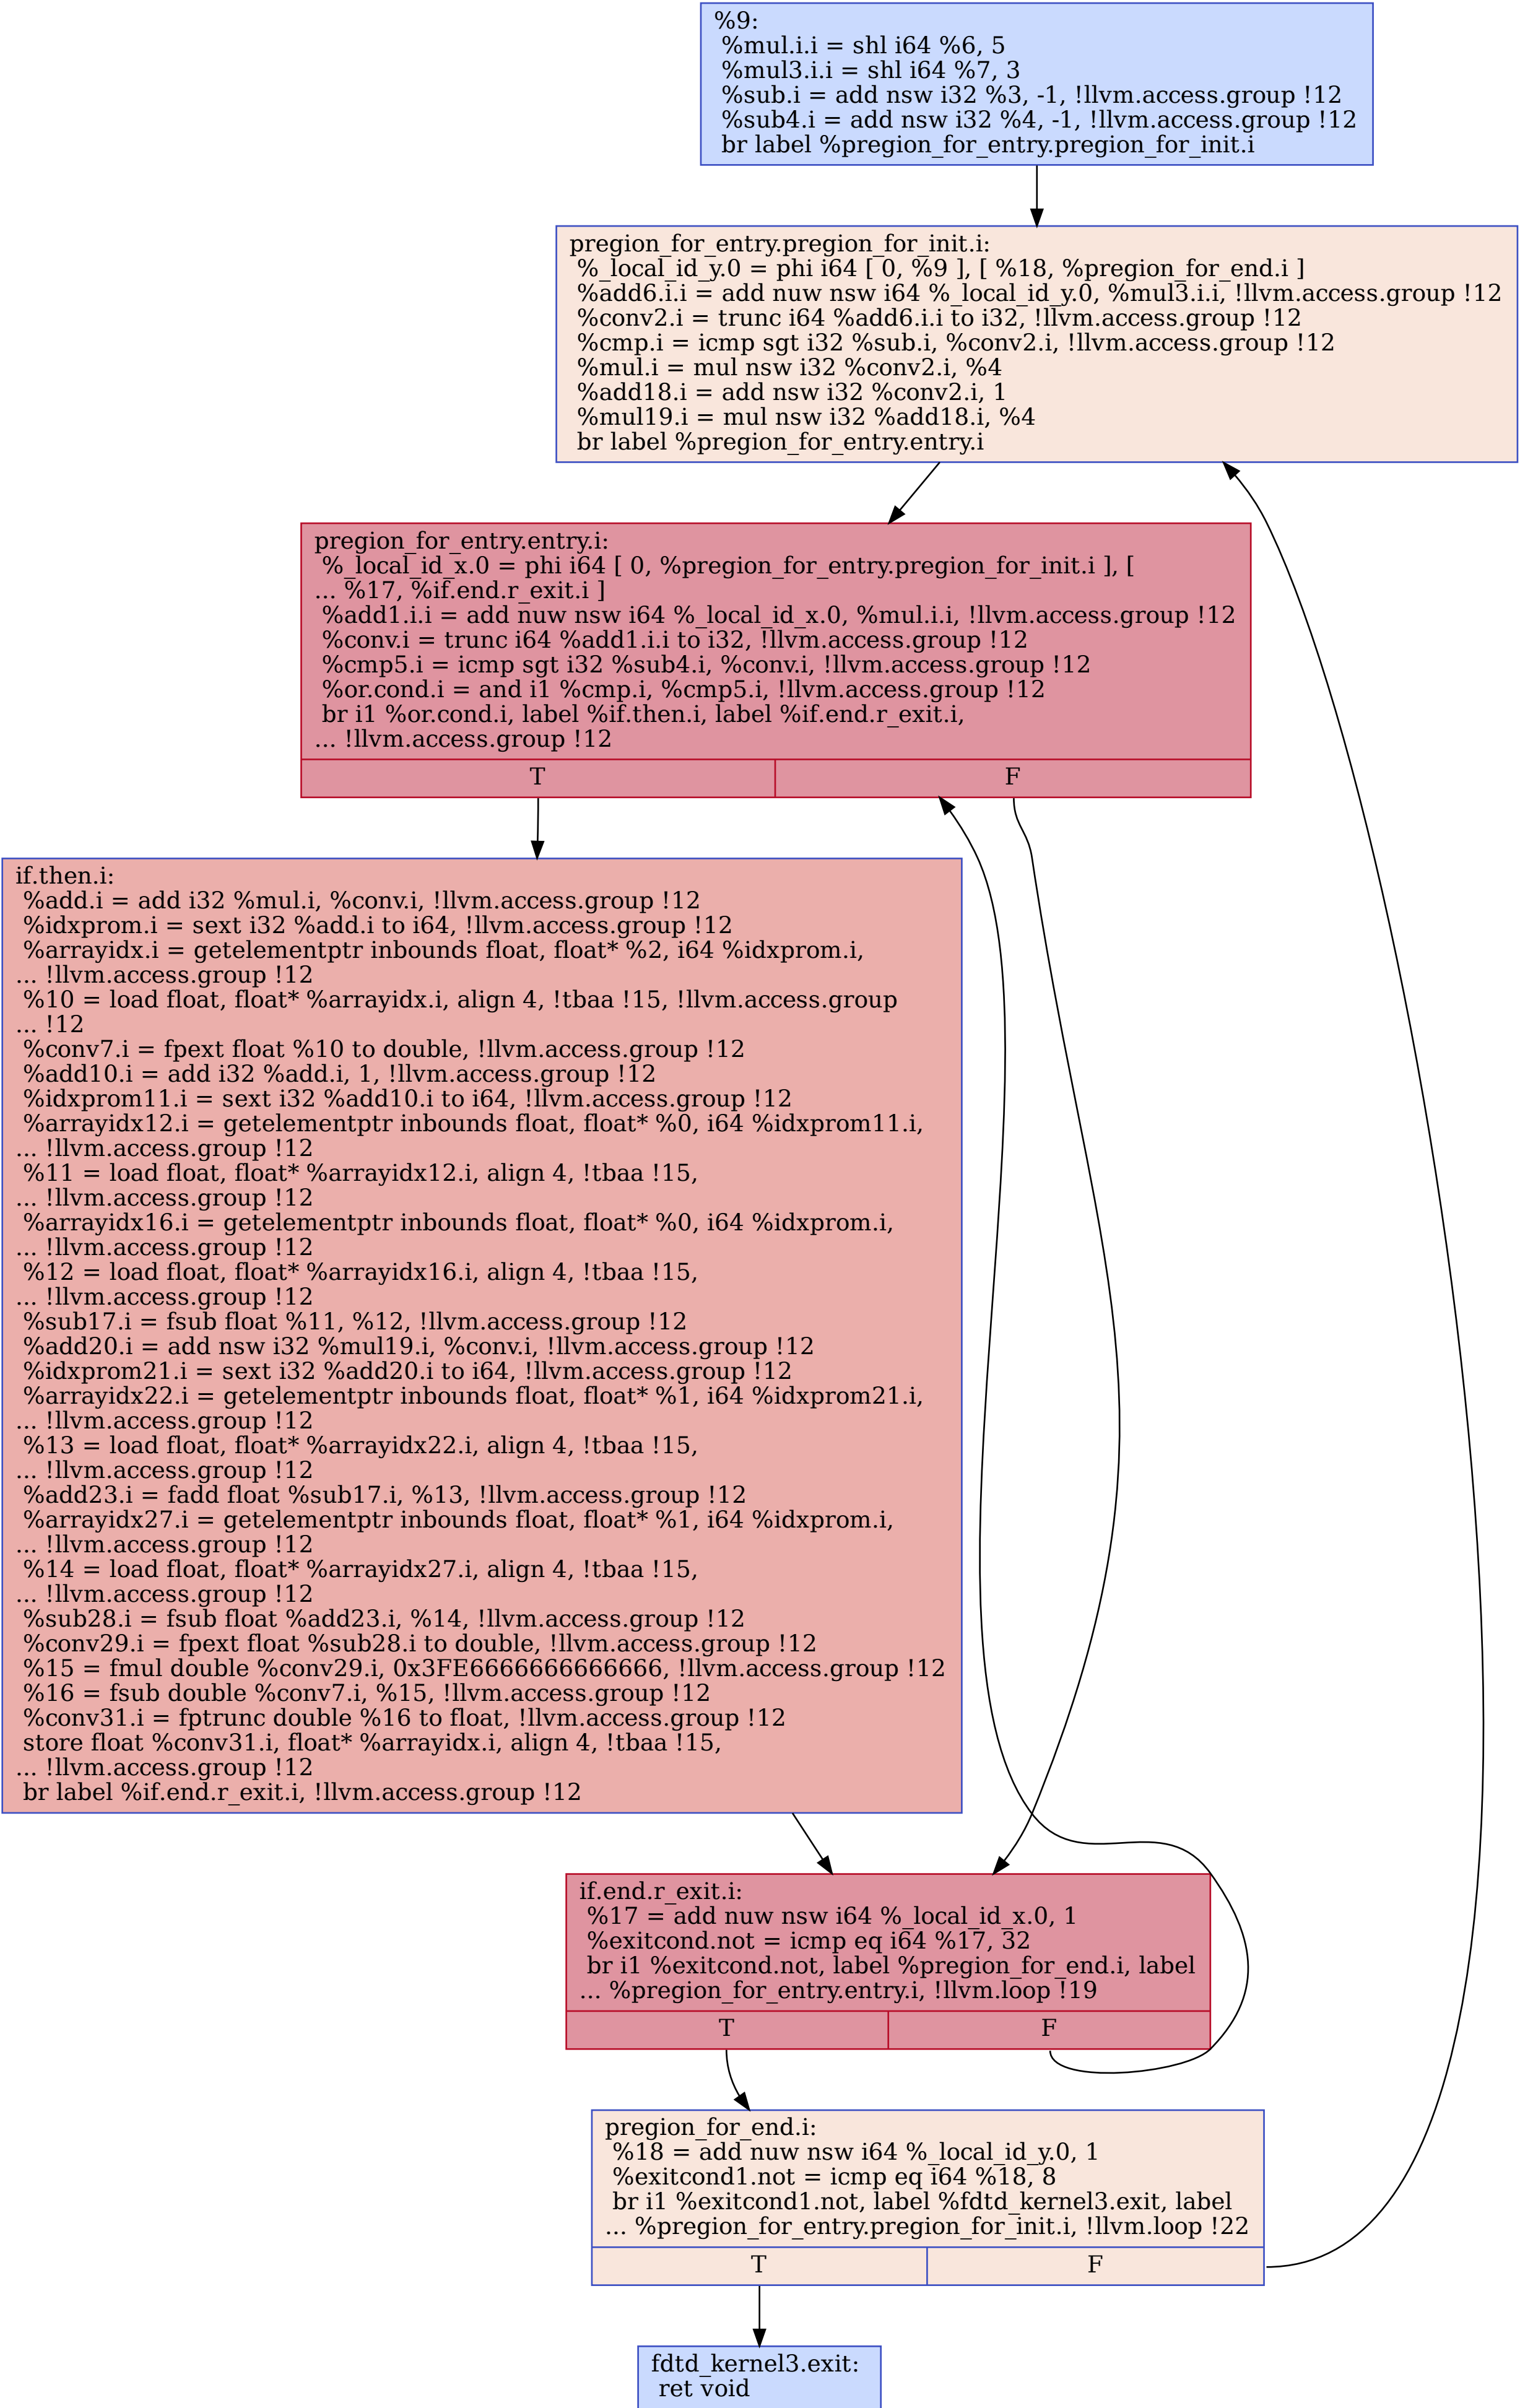 %9:
%mul.i.i = shl i64 %6, 5
%mul3.i.i = shl i64 %7, 3
%sub.i = add nsw i32 %3, -1, !llvm.access.group !12
%sub4.i = add nsw i32 %4, -1, !llvm.access.group !12
br label %pregion_for_entry.pregion_for_init.i
pregion_for_entry.pregion_for_init.i:
%_local_id_y.0 = phi i64 [ 0, %9 ], [ %18, %pregion_for_end.i ]
%add6.i.i = add nuw nsw i64 %_local_id_y.0, %mul3.i.i, !llvm.access.group !12
%conv2.i = trunc i64 %add6.i.i to i32, !llvm.access.group !12
%cmp.i = icmp sgt i32 %sub.i, %conv2.i, !llvm.access.group !12
%mul.i = mul nsw i32 %conv2.i, %4
%add18.i = add nsw i32 %conv2.i, 1
%mul19.i = mul nsw i32 %add18.i, %4
br label %pregion_for_entry.entry.i
pregion_for_entry.entry.i:
%_local_id_x.0 = phi i64 [ 0, %pregion_for_entry.pregion_for_init.i ], [
... %17, %if.end.r_exit.i ]
%add1.i.i = add nuw nsw i64 %_local_id_x.0, %mul.i.i, !llvm.access.group !12
%conv.i = trunc i64 %add1.i.i to i32, !llvm.access.group !12
%cmp5.i = icmp sgt i32 %sub4.i, %conv.i, !llvm.access.group !12
%or.cond.i = and i1 %cmp.i, %cmp5.i, !llvm.access.group !12
br i1 %or.cond.i, label %if.then.i, label %if.end.r_exit.i,
... !llvm.access.group !12
T F
if.then.i:
%add.i = add i32 %mul.i, %conv.i, !llvm.access.group !12
%idxprom.i = sext i32 %add.i to i64, !llvm.access.group !12
%arrayidx.i = getelementptr inbounds float, float* %2, i64 %idxprom.i,
... !llvm.access.group !12
%10 = load float, float* %arrayidx.i, align 4, !tbaa !15, !llvm.access.group
... !12
%conv7.i = fpext float %10 to double, !llvm.access.group !12
%add10.i = add i32 %add.i, 1, !llvm.access.group !12
%idxprom11.i = sext i32 %add10.i to i64, !llvm.access.group !12
%arrayidx12.i = getelementptr inbounds float, float* %0, i64 %idxprom11.i,
... !llvm.access.group !12
%11 = load float, float* %arrayidx12.i, align 4, !tbaa !15,
... !llvm.access.group !12
%arrayidx16.i = getelementptr inbounds float, float* %0, i64 %idxprom.i,
... !llvm.access.group !12
%12 = load float, float* %arrayidx16.i, align 4, !tbaa !15,
... !llvm.access.group !12
%sub17.i = fsub float %11, %12, !llvm.access.group !12
%add20.i = add nsw i32 %mul19.i, %conv.i, !llvm.access.group !12
%idxprom21.i = sext i32 %add20.i to i64, !llvm.access.group !12
%arrayidx22.i = getelementptr inbounds float, float* %1, i64 %idxprom21.i,
... !llvm.access.group !12
%13 = load float, float* %arrayidx22.i, align 4, !tbaa !15,
... !llvm.access.group !12
%add23.i = fadd float %sub17.i, %13, !llvm.access.group !12
%arrayidx27.i = getelementptr inbounds float, float* %1, i64 %idxprom.i,
... !llvm.access.group !12
%14 = load float, float* %arrayidx27.i, align 4, !tbaa !15,
... !llvm.access.group !12
%sub28.i = fsub float %add23.i, %14, !llvm.access.group !12
%conv29.i = fpext float %sub28.i to double, !llvm.access.group !12
%15 = fmul double %conv29.i, 0x3FE6666666666666, !llvm.access.group !12
%16 = fsub double %conv7.i, %15, !llvm.access.group !12
%conv31.i = fptrunc double %16 to float, !llvm.access.group !12
store float %conv31.i, float* %arrayidx.i, align 4, !tbaa !15,
... !llvm.access.group !12
br label %if.end.r_exit.i, !llvm.access.group !12
if.end.r_exit.i:
%17 = add nuw nsw i64 %_local_id_x.0, 1
%exitcond.not = icmp eq i64 %17, 32
br i1 %exitcond.not, label %pregion_for_end.i, label
... %pregion_for_entry.entry.i, !llvm.loop !19
T F
pregion_for_end.i:
%18 = add nuw nsw i64 %_local_id_y.0, 1
%exitcond1.not = icmp eq i64 %18, 8
br i1 %exitcond1.not, label %fdtd_kernel3.exit, label
... %pregion_for_entry.pregion_for_init.i, !llvm.loop !22
T F
fdtd_kernel3.exit:
ret void